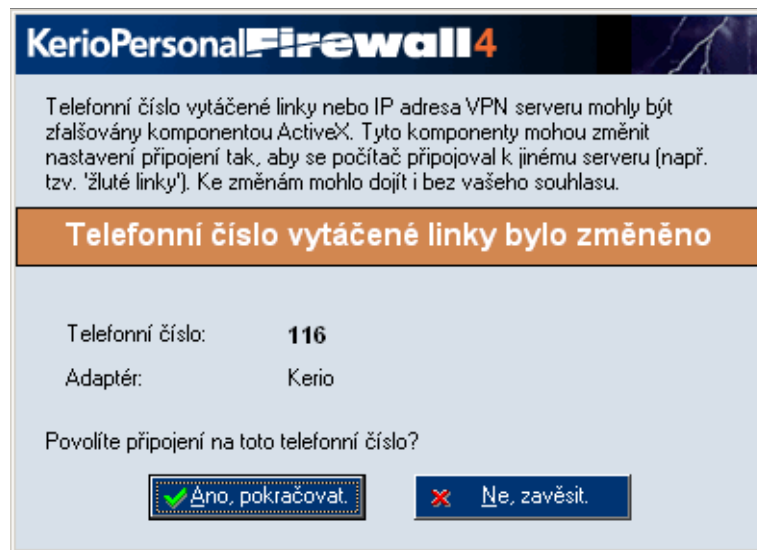 KerioPersonalFirewall4
Telefonní číslo vytáčené linky nebo IP adresa VPN serveru mohly být
zfalšovány komponentou ActiveX. Tyto komponenty mohou změnit
nastavení připojení tak, aby se počítač připojoval k jinému serveru (např.
tzv. 'žluté linky'). Ke změnám mohlo dojít i bez vašeho souhlasu.
Telefonní číslo vytáčené linky bylo změněno
Telefonní číslo: 116
Adaptér: Kerio
Povolíte připojení na toto telefonní číslo?
Ano, pokračovat. Ne, zavěsit.